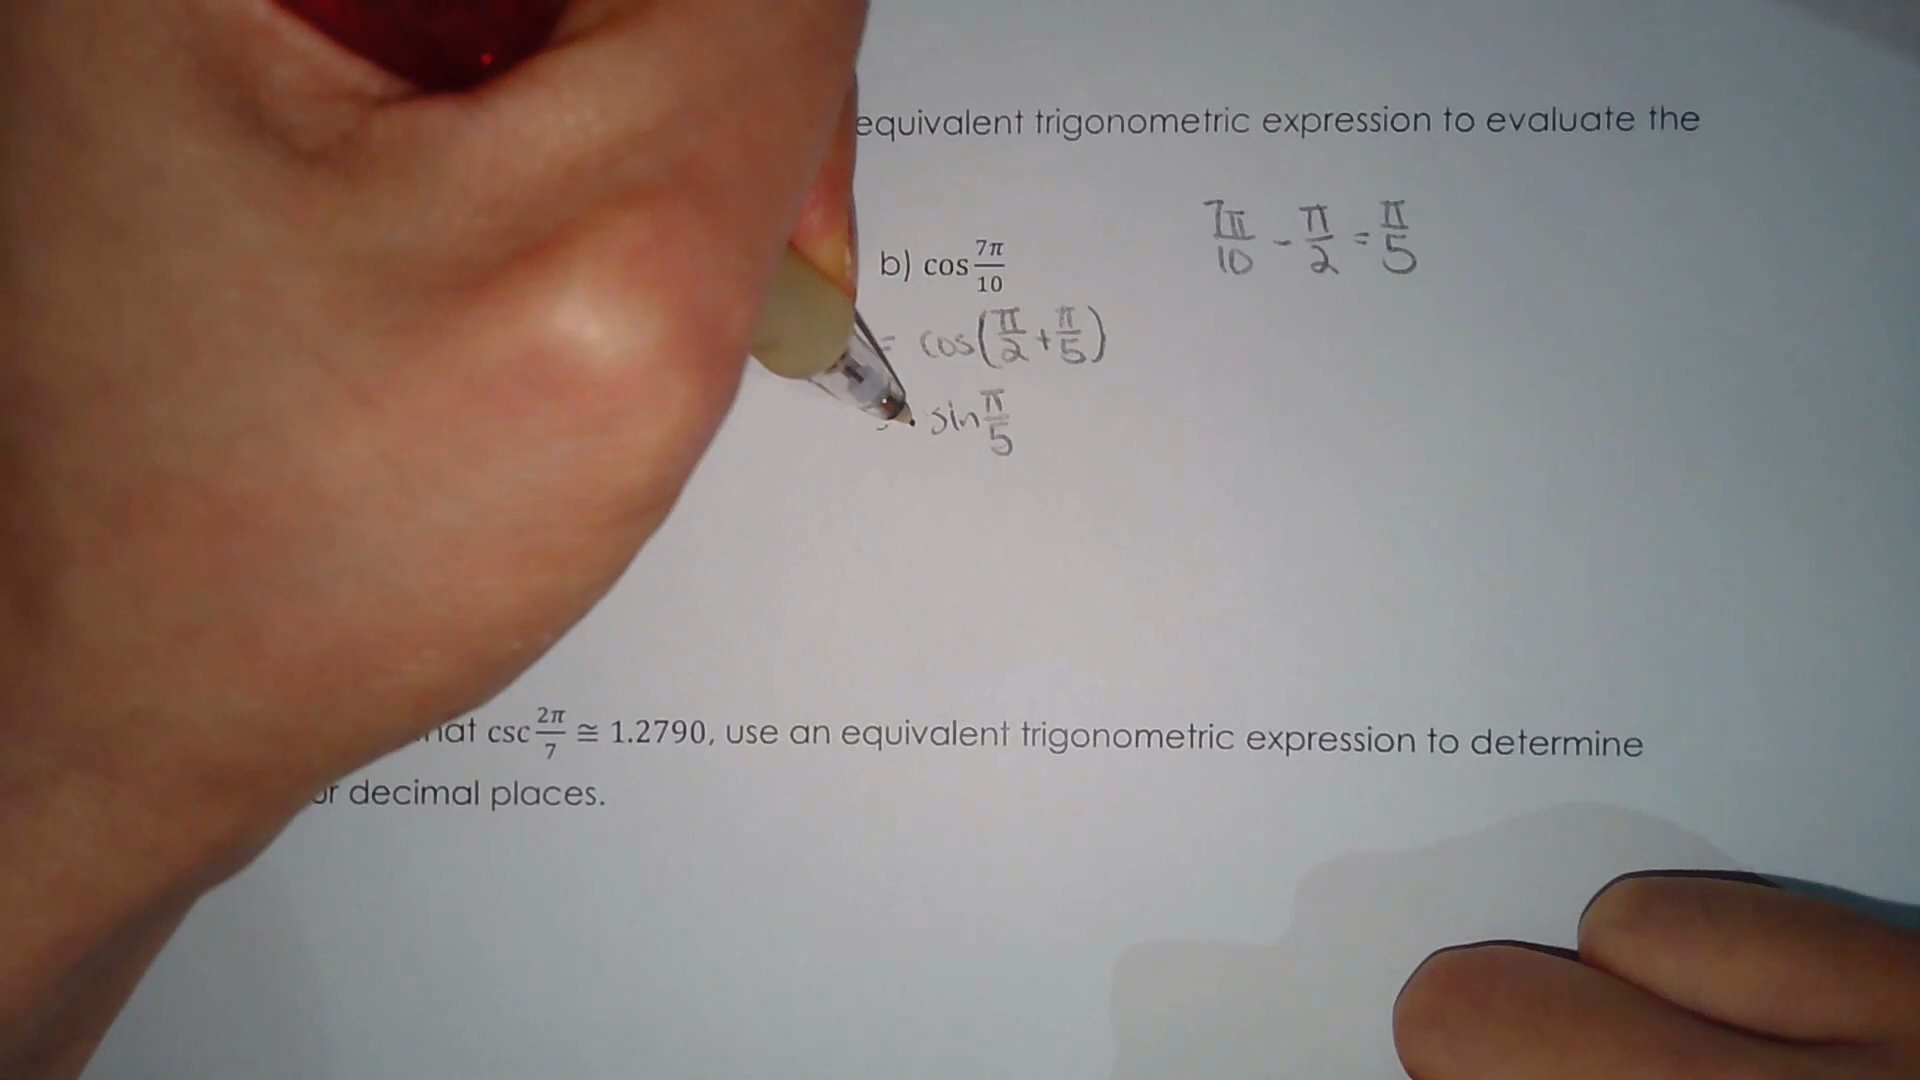 equivalent trigonometric expression to evaluate the
7π/10 - π/2 = π/5
b) cos 7π/10
= cos(π/2 + π/5)
sin π/5
csc 2π/7 ≅ 1.2790, use an equivalent trigonometric expression to determine
decimal places.